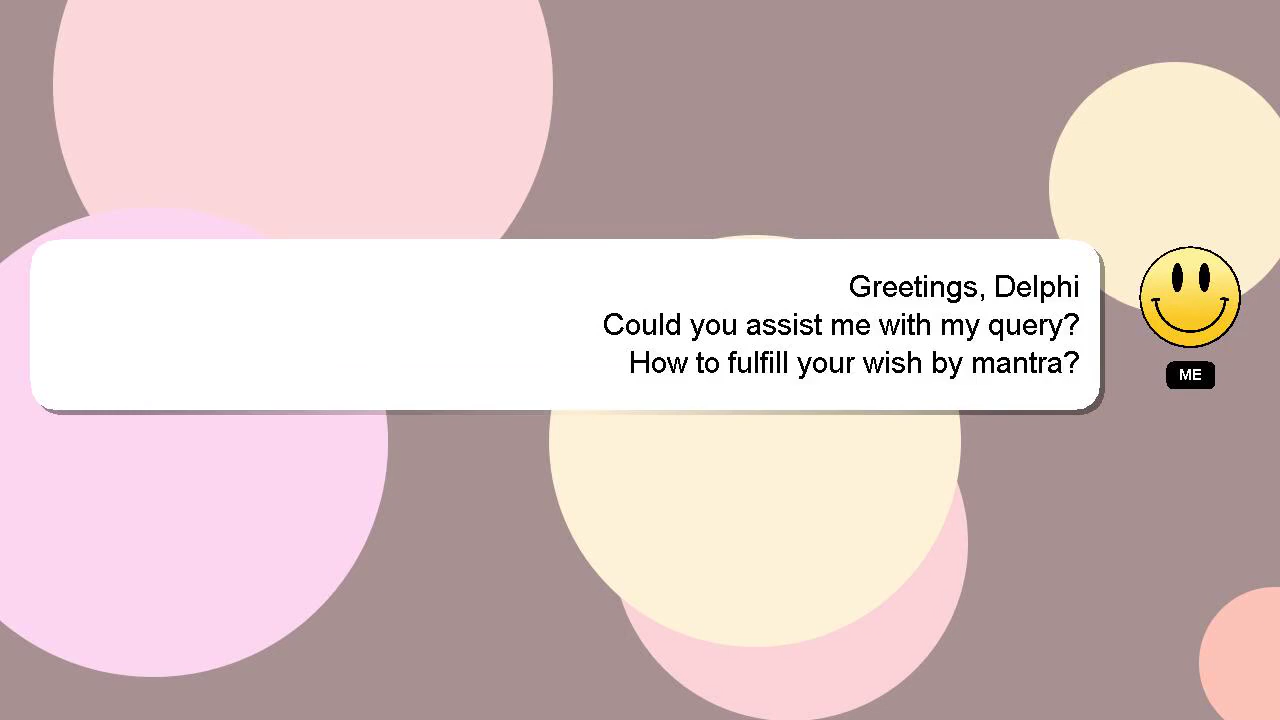 Greetings, Delphi
Could you assist me with my query?
How to fulfill your wish by mantra?
ME